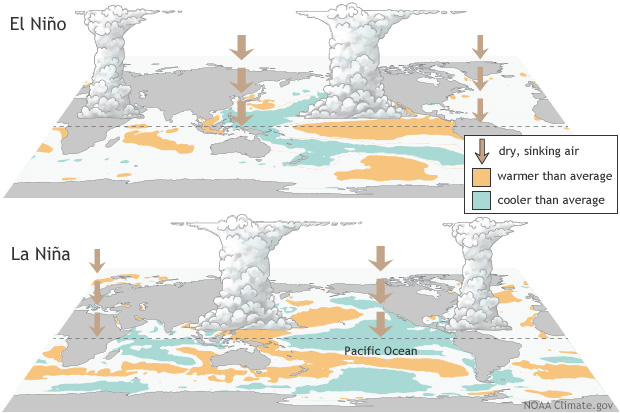 El Niño
dry, sinking air
warmer than average
cooler than average
La Niña
Pacific Ocean
NOAA Climate.gov